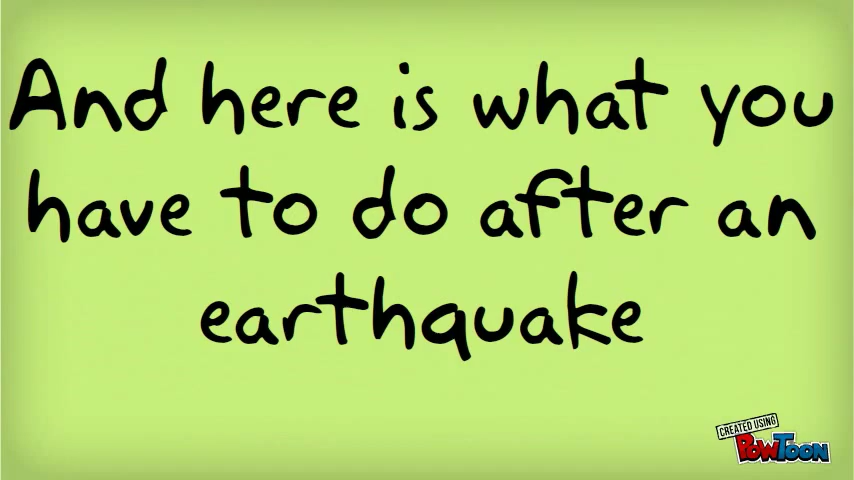 And here is what you
have to do after an
earthquake
CREATED USING
POWTOON